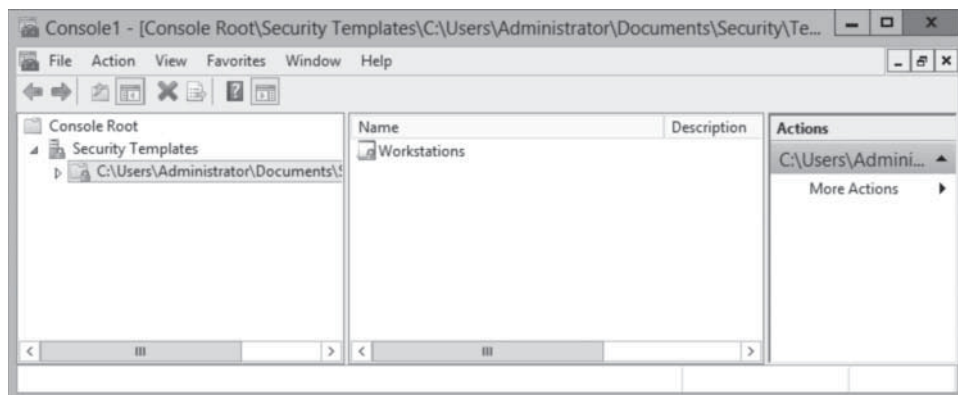 Console1 - [Console Root\Security Templates\C:\Users\Administrator\Documents\Security\Te...
File Action View Favorites Window Help
Console Root
Security Templates
C:\Users\Administrator\Documents\S
Name Description
Workstations
Actions
C:\Users\Admini...
More Actions